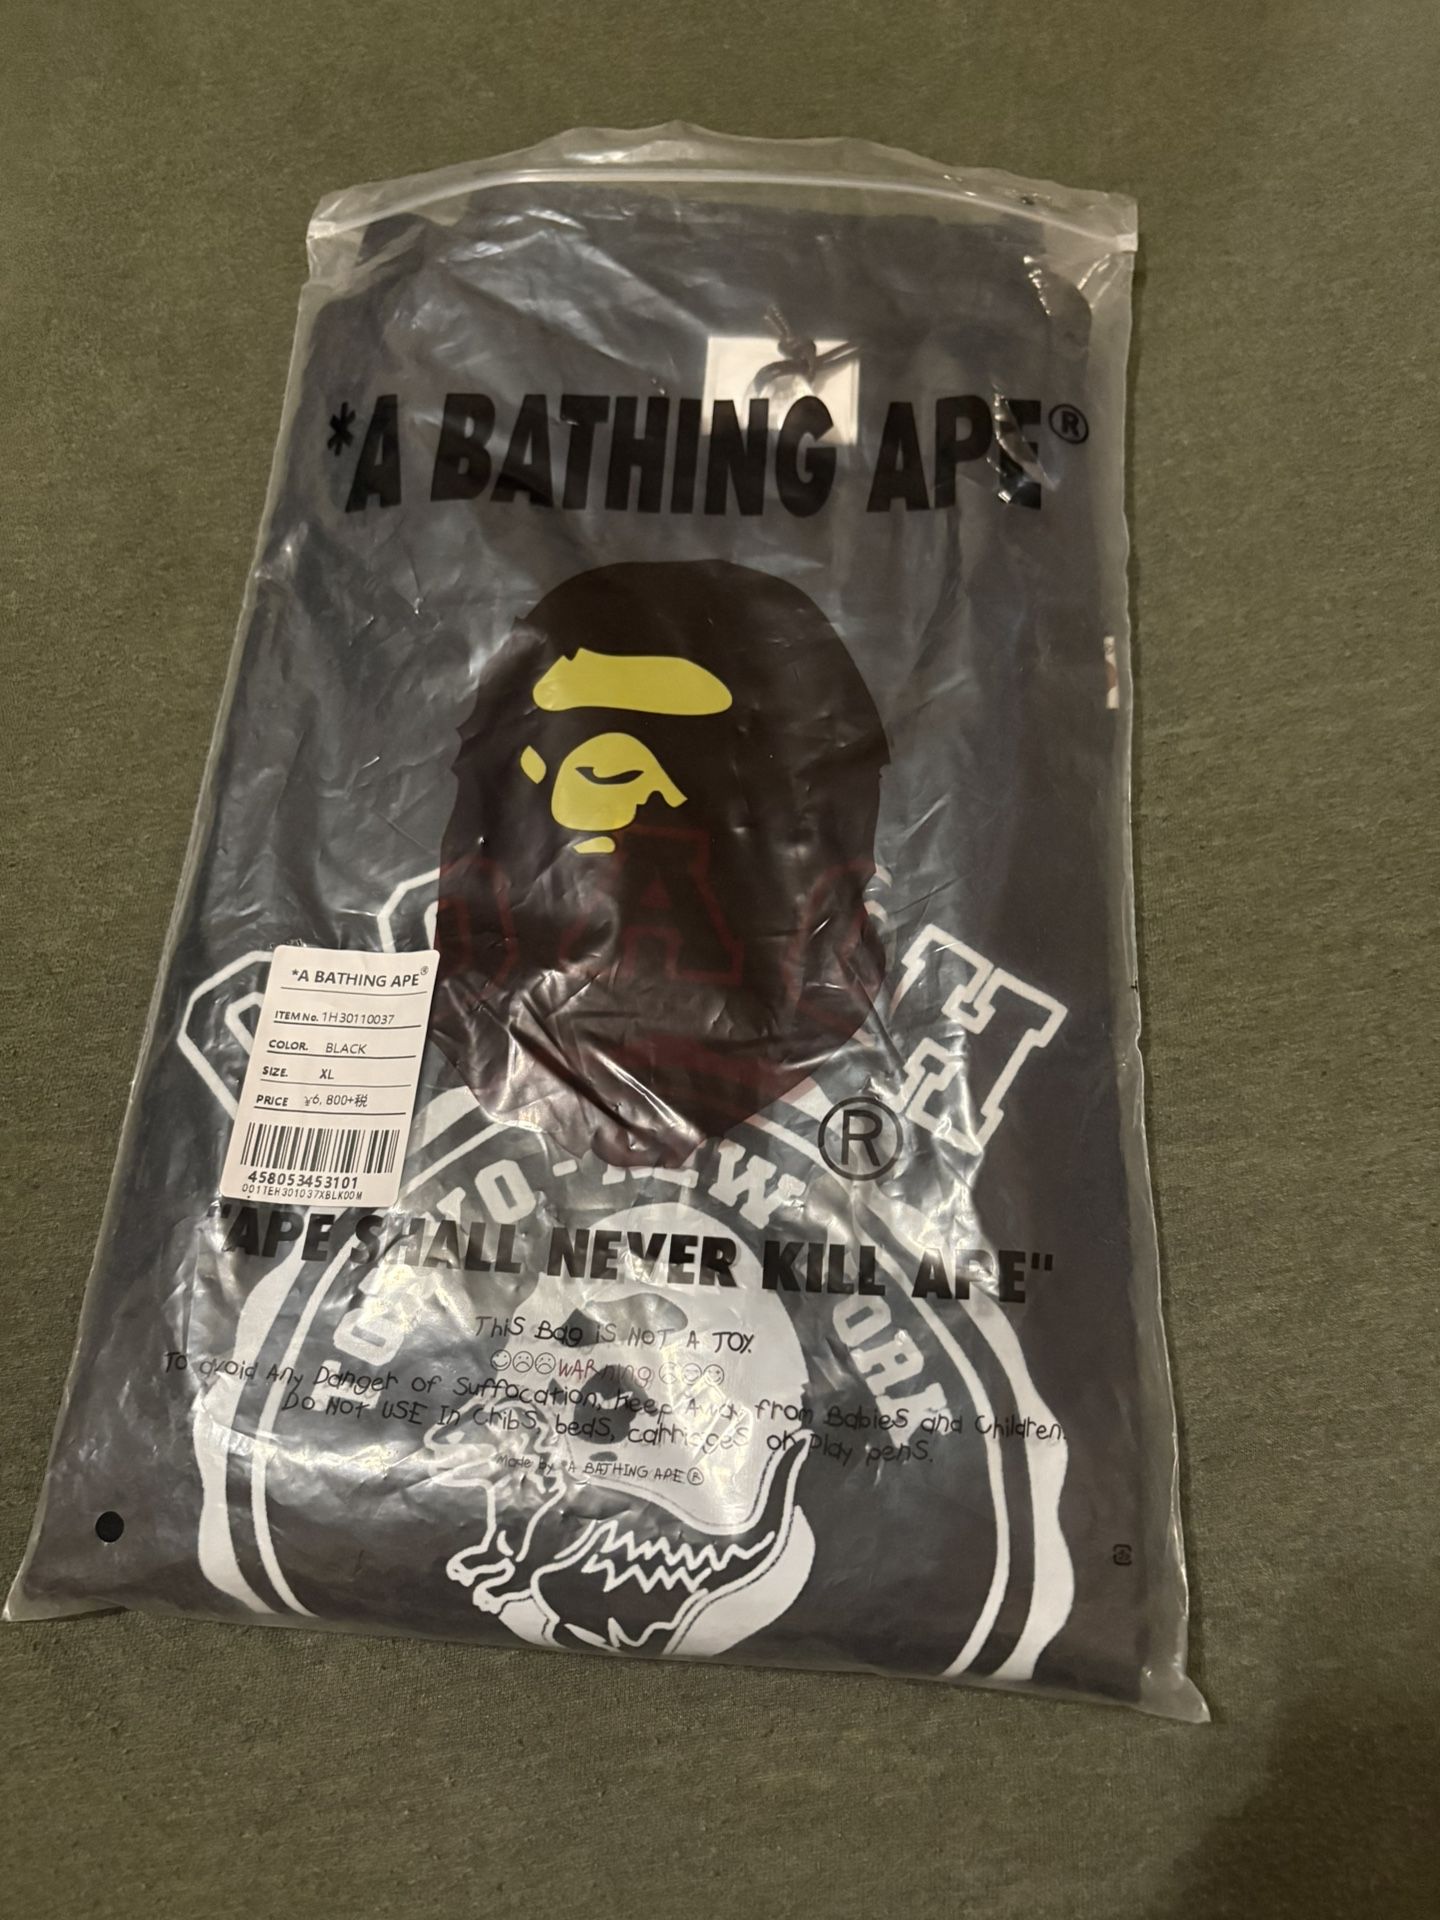 *A BATHING APE®
*A BATHING APE®
ITEM No. 1H30110037
COLOR. BLACK
SIZE. XL
PRICE ¥6,800+税
458053453101
001TEH301037XBLK00M
®
H
NEW YORK
"APE SHALL NEVER KILL APE"
THiS Bag iS NOT A TOY.
WARning
To avoid Any Danger of Suffocation, Keep Away from Babies and Children.
Do NOT USE In CribS, bedS, carriageS or Play penS.
Made by *A BATHING APE®